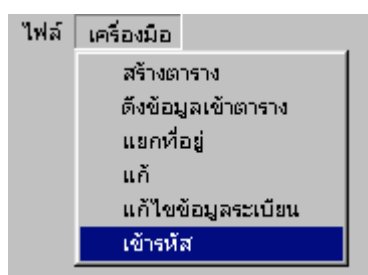 ไฟล์ เครื่องมือ
สร้างตาราง
ดึงข้อมูลเข้าตาราง
แยกที่อยู่
แก้
แก้ไขข้อมูลระเบียน
เข้ารหัส